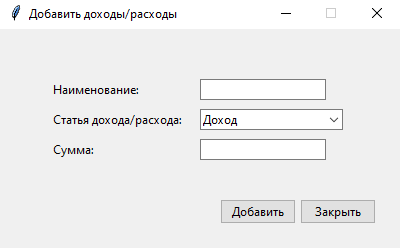 Добавить доходы/расходы
Наименование:
Статья дохода/расхода: Доход
Сумма:
Добавить Закрыть